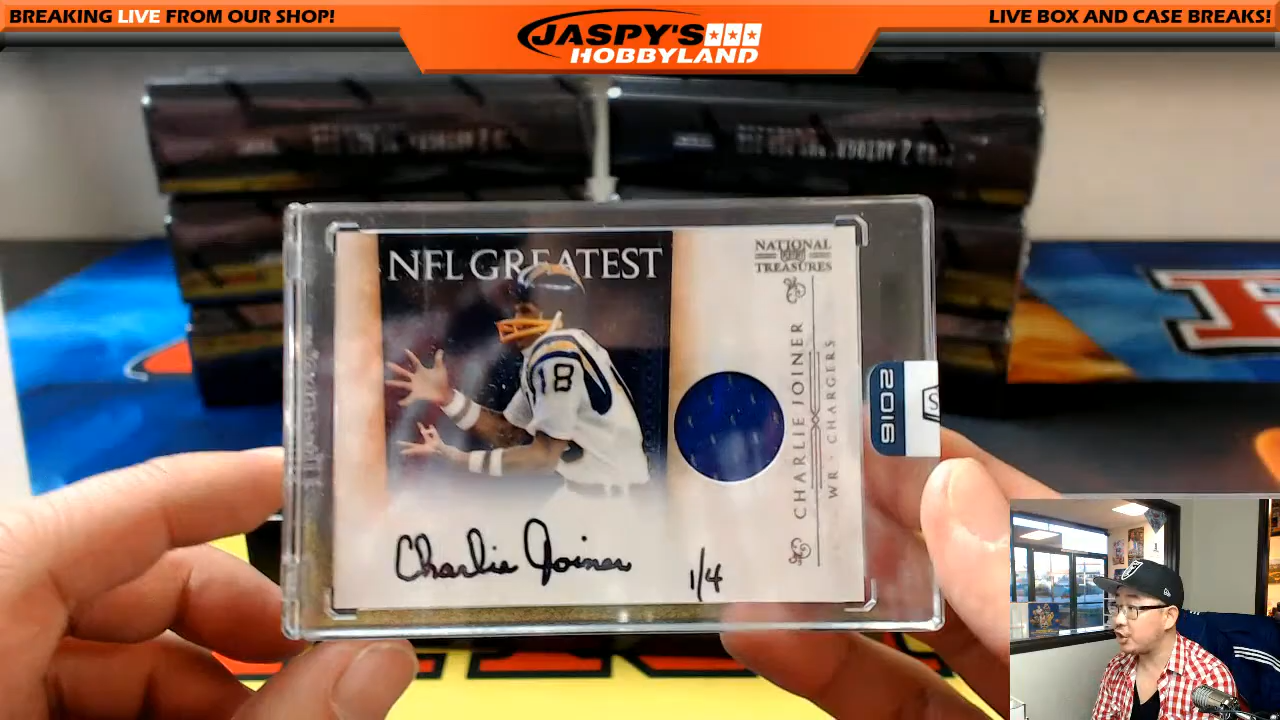 BREAKING LIVE FROM OUR SHOP!
JASPY'S
HOBBYLAND
LIVE BOX AND CASE BREAKS!
NFL GREATEST
NATIONAL
TREASURES
18
CHARLIE JOINER
WR - CHARGERS
2016
Charlie Joiner
1/4